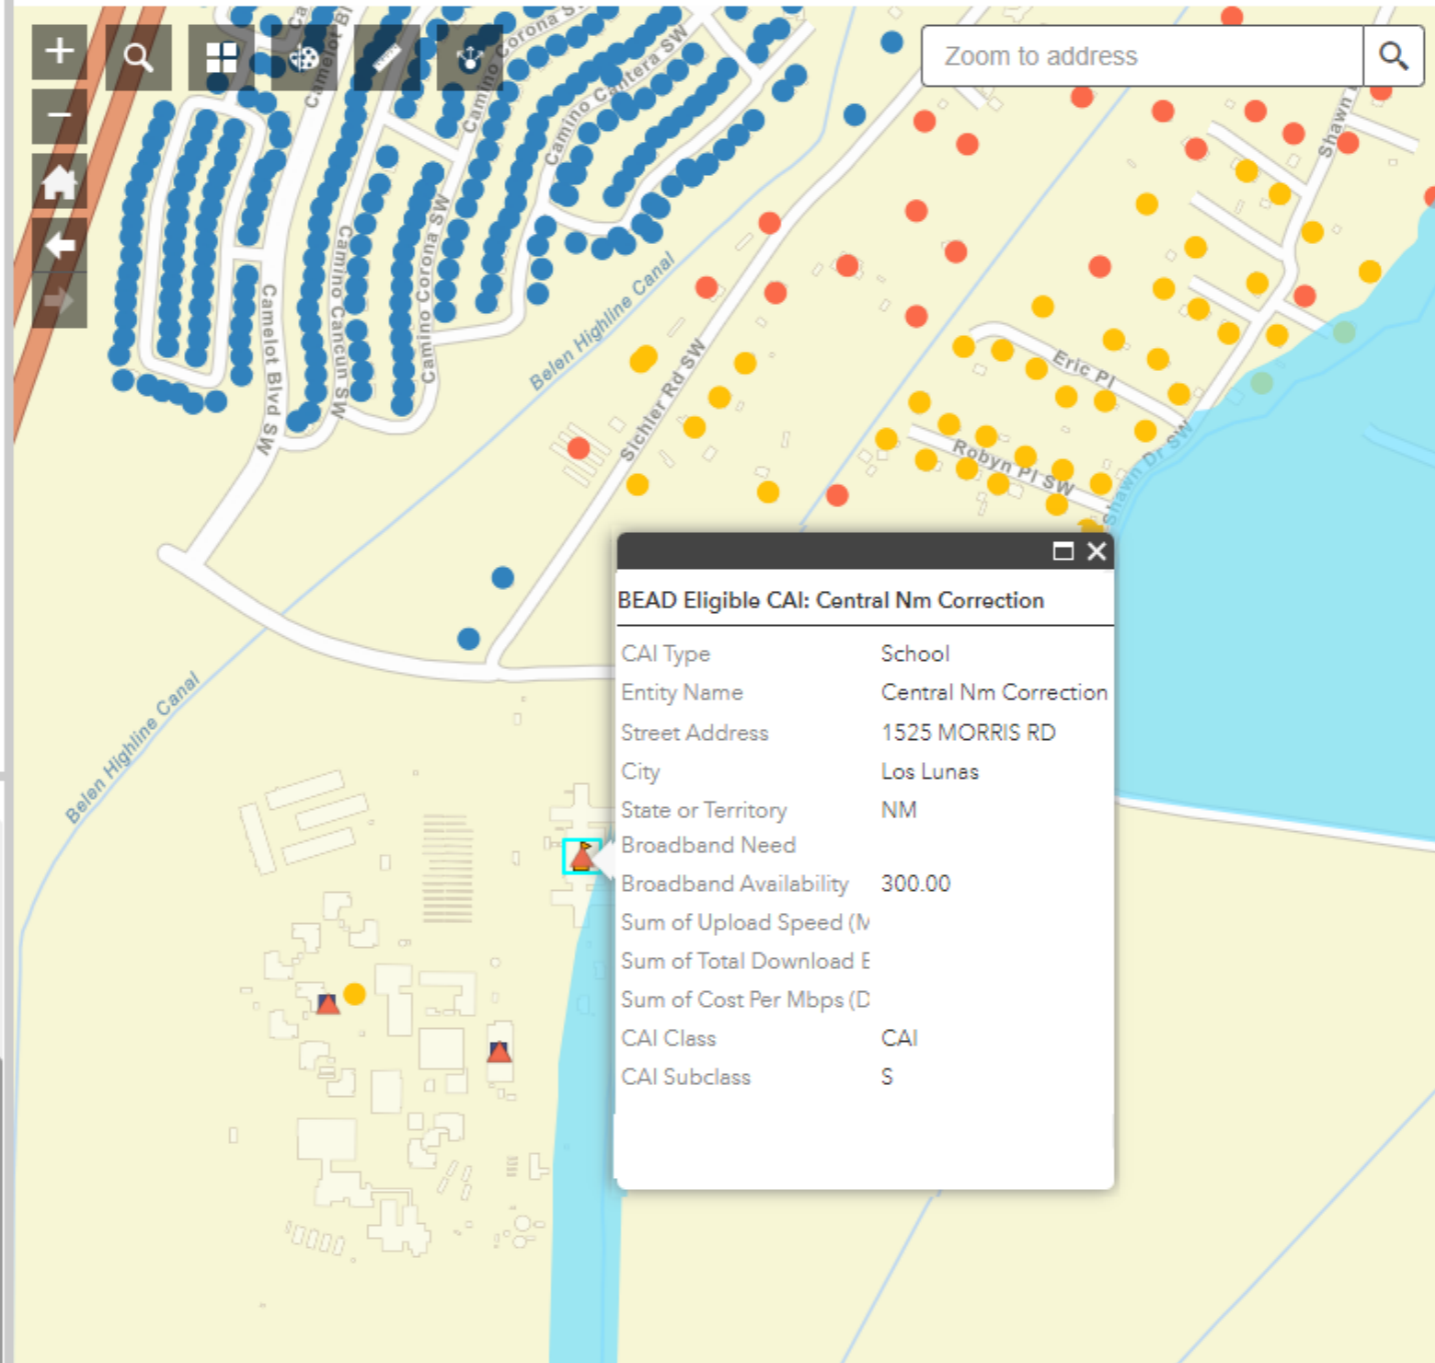 Zoom to address
Ca
Camelot Bl
Camino Corona S
Camino Cantera SW
Shawn D
Camino Cancun SW
Camino Corona SW
Camelot Blvd SW
Belen Highline Canal
Sichler Rd SW
Eric Pl
Robyn Pl SW
Shawn Dr SW
Belen Highline Canal
BEAD Eligible CAI: Central Nm Correction
CAI Type School
Entity Name Central Nm Correction
Street Address 1525 MORRIS RD
City Los Lunas
State or Territory NM
Broadband Need
Broadband Availability 300.00
Sum of Upload Speed (M
Sum of Total Download E
Sum of Cost Per Mbps (D
CAI Class CAI
CAI Subclass S